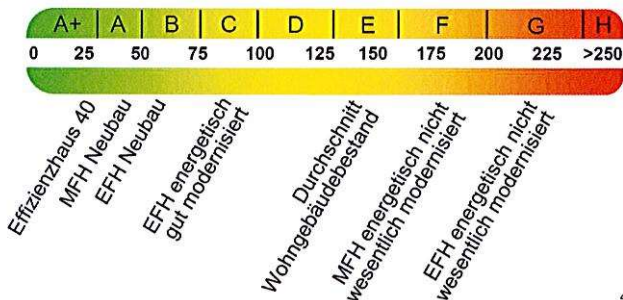 A+ A B C D E F G H
0 25 50 75 100 125 150 175 200 225 >250
Effizienzhaus 40
MFH Neubau
EFH Neubau
EFH energetisch
gut modernisiert
Durchschnitt
Wohngebäudebestand
MFH energetisch nicht
wesentlich modernisiert
EFH energetisch nicht
wesentlich modernisiert